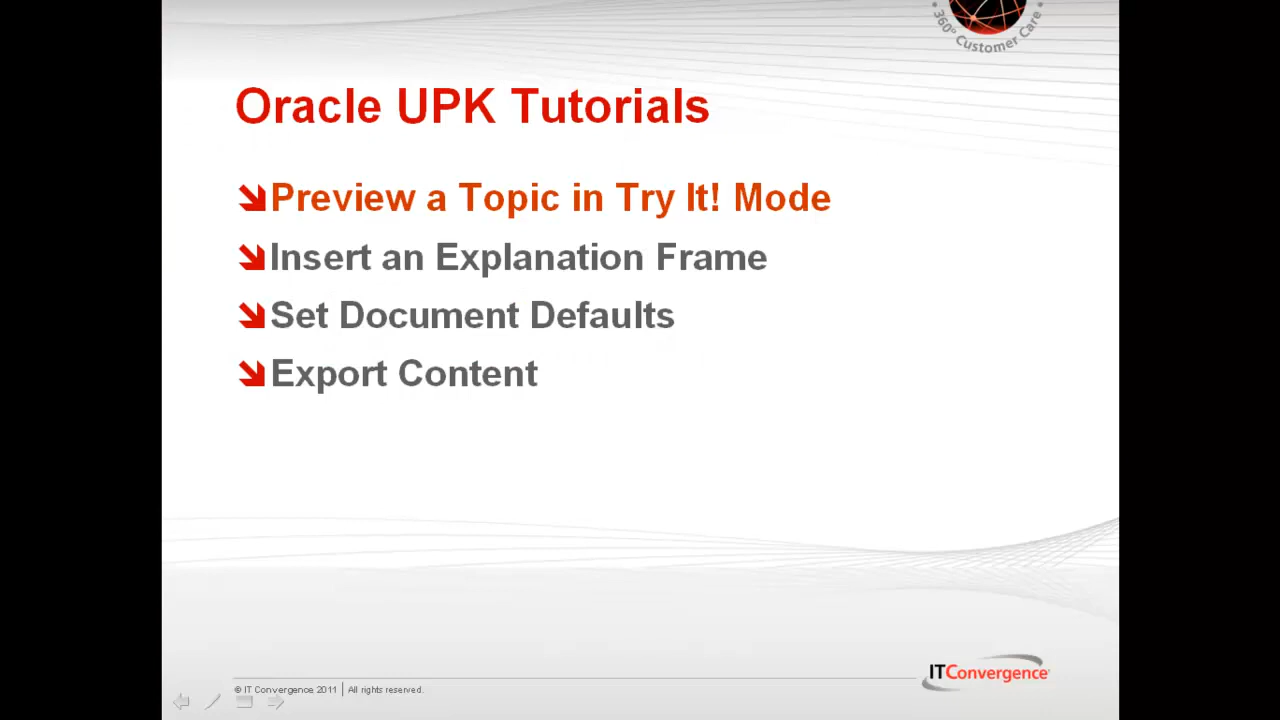 360° Customer Care
Oracle UPK Tutorials
Preview a Topic in Try It! Mode
Insert an Explanation Frame
Set Document Defaults
Export Content
ITConvergence
© IT Convergence 2011 | All rights reserved.